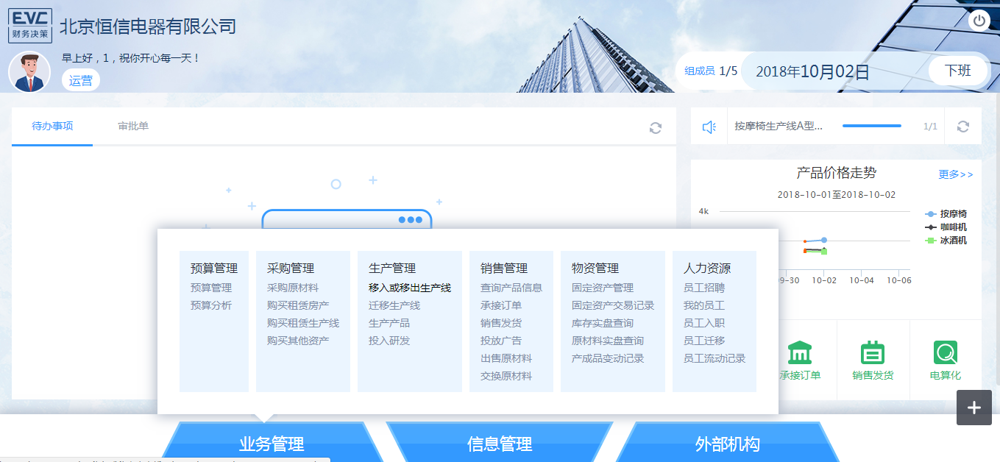 EVC
财务决策
北京恒信电器有限公司
早上好，1，祝你开心每一天！
运营
组成员 1/5
2018年10月02日
下班
待办事项
审批单
按摩椅生产线A型...
1/1
产品价格走势
更多>>
2018-10-01至2018-10-02
4k
按摩椅
咖啡机
冰酒机
9-30
10-02
10-04
10-06
预算管理
预算管理
预算分析
采购管理
采购原材料
购买租赁房产
购买租赁生产线
购买其他资产
生产管理
移入或移出生产线
迁移生产线
生产产品
投入研发
销售管理
查询产品信息
承接订单
销售发货
投放广告
出售原材料
交换原材料
物资管理
固定资产管理
固定资产交易记录
库存实盘查询
原材料实盘查询
产成品变动记录
人力资源
员工招聘
我的员工
员工入职
员工迁移
员工流动记录
承接订单
销售发货
电算化
业务管理
信息管理
外部机构